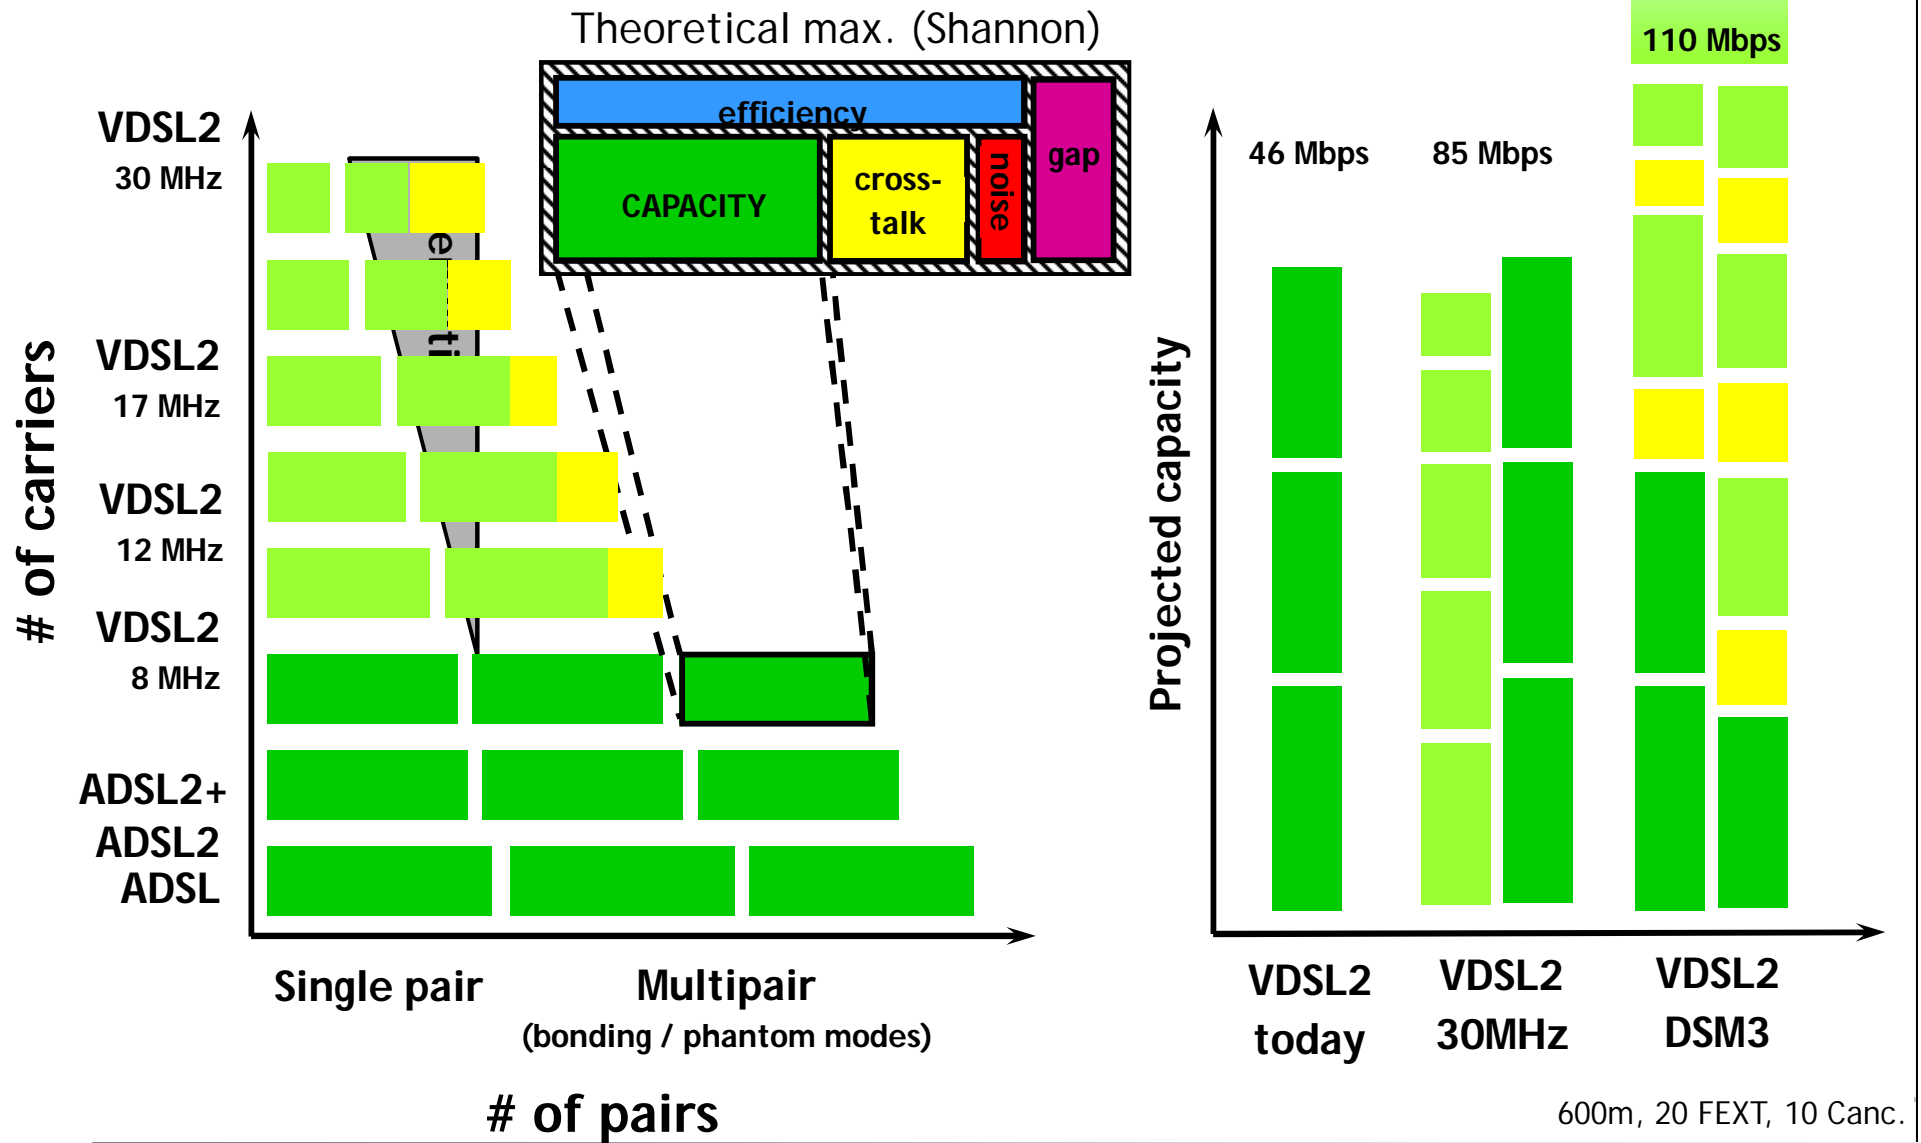 Theoretical max. (Shannon)
efficiency
CAPACITY
cross-
talk
noise
gap
# of carriers
VDSL2
30 MHz
VDSL2
17 MHz
VDSL2
12 MHz
VDSL2
8 MHz
ADSL2+
ADSL2
ADSL
Single pair
Multipair
(bonding / phantom modes)
# of pairs
Projected capacity
46 Mbps
85 Mbps
110 Mbps
VDSL2
today
VDSL2
30MHz
VDSL2
DSM3
600m, 20 FEXT, 10 Canc.